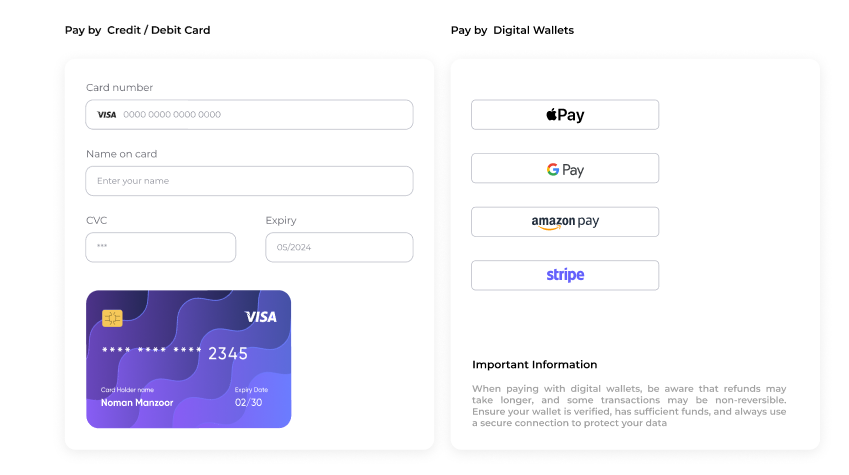 Pay by Credit / Debit Card
Card number
VISA 0000 0000 0000 0000
Name on card
Enter your name
CVC Expiry
*** 05/2024
VISA
**** **** **** 2345
Card Holder name Expiry Date
Noman Manzoor 02/30
Pay by Digital Wallets
Pay
G Pay
amazon pay
stripe
Important Information
When paying with digital wallets, be aware that refunds may
take longer, and some transactions may be non-reversible.
Ensure your wallet is verified, has sufficient funds, and always use
a secure connection to protect your data